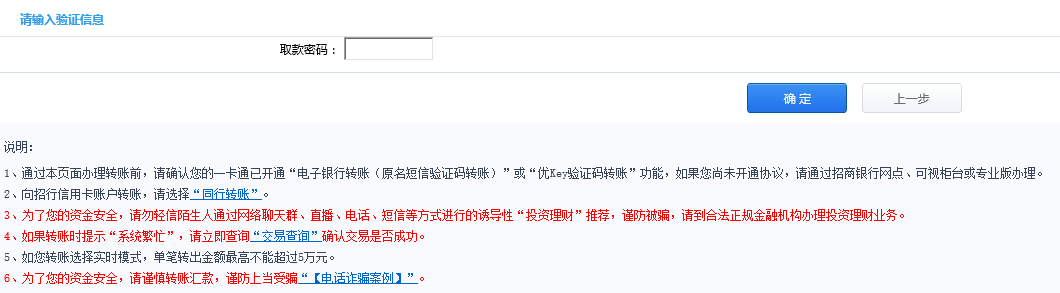 请输入验证信息
取款密码：
确 定 上一步
说明:
1、通过本页面办理转账前，请确认您的一卡通已开通“电子银行转账（原名短信验证码转账）”或“优Key验证码转账”功能，如果您尚未开通协议，请通过招商银行网点、可视柜台或专业版办理。
2、向招行信用卡账户转账，请选择“同行转账”。
3、为了您的资金安全，请勿轻信陌生人通过网络聊天群、直播、电话、短信等方式进行的诱导性“投资理财”推荐，谨防被骗，请到合法正规金融机构办理投资理财业务。
4、如果转账时提示“系统繁忙”，请立即查询“交易查询”确认交易是否成功。
5、如您转账选择实时模式，单笔转出金额最高不能超过5万元。
6、为了您的资金安全，请谨慎转账汇款，谨防上当受骗“【电话诈骗案例】”。